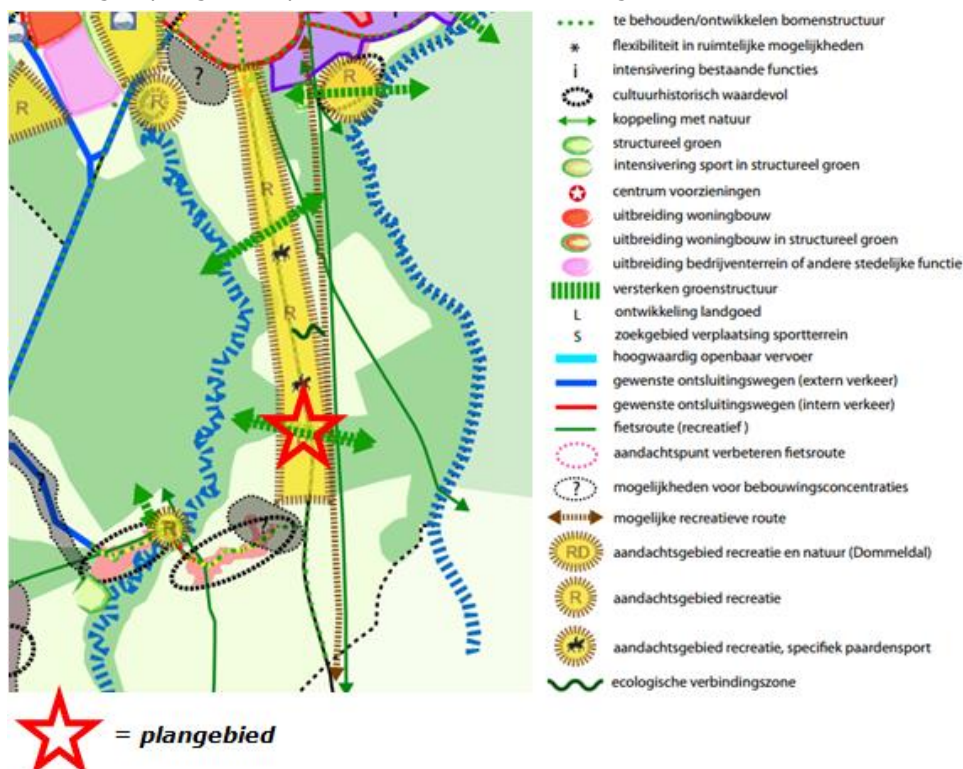 ?
R
R
R
R
R
R
te behouden/ontwikkelen bomenstructuur
* flexibiliteit in ruimtelijke mogelijkheden
i intensivering bestaande functies
cultuurhistorisch waardevol
koppeling met natuur
structureel groen
intensivering sport in structureel groen
centrum voorzieningen
uitbreiding woningbouw
uitbreiding woningbouw in structureel groen
uitbreiding bedrijventerrein of andere stedelijke functie
versterken groenstructuur
L ontwikkeling landgoed
S zoekgebied verplaatsing sportterrein
hoogwaardig openbaar vervoer
gewenste ontsluitingswegen (extern verkeer)
gewenste ontsluitingswegen (intern verkeer)
fietsroute (recreatief)
aandachtspunt verbeteren fietsroute
? mogelijkheden voor bebouwingsconcentraties
mogelijke recreatieve route
RD aandachtsgebied recreatie en natuur (Dommeldal)
R aandachtsgebied recreatie
aandachtsgebied recreatie, specifiek paardensport
ecologische verbindingszone
= plangebied